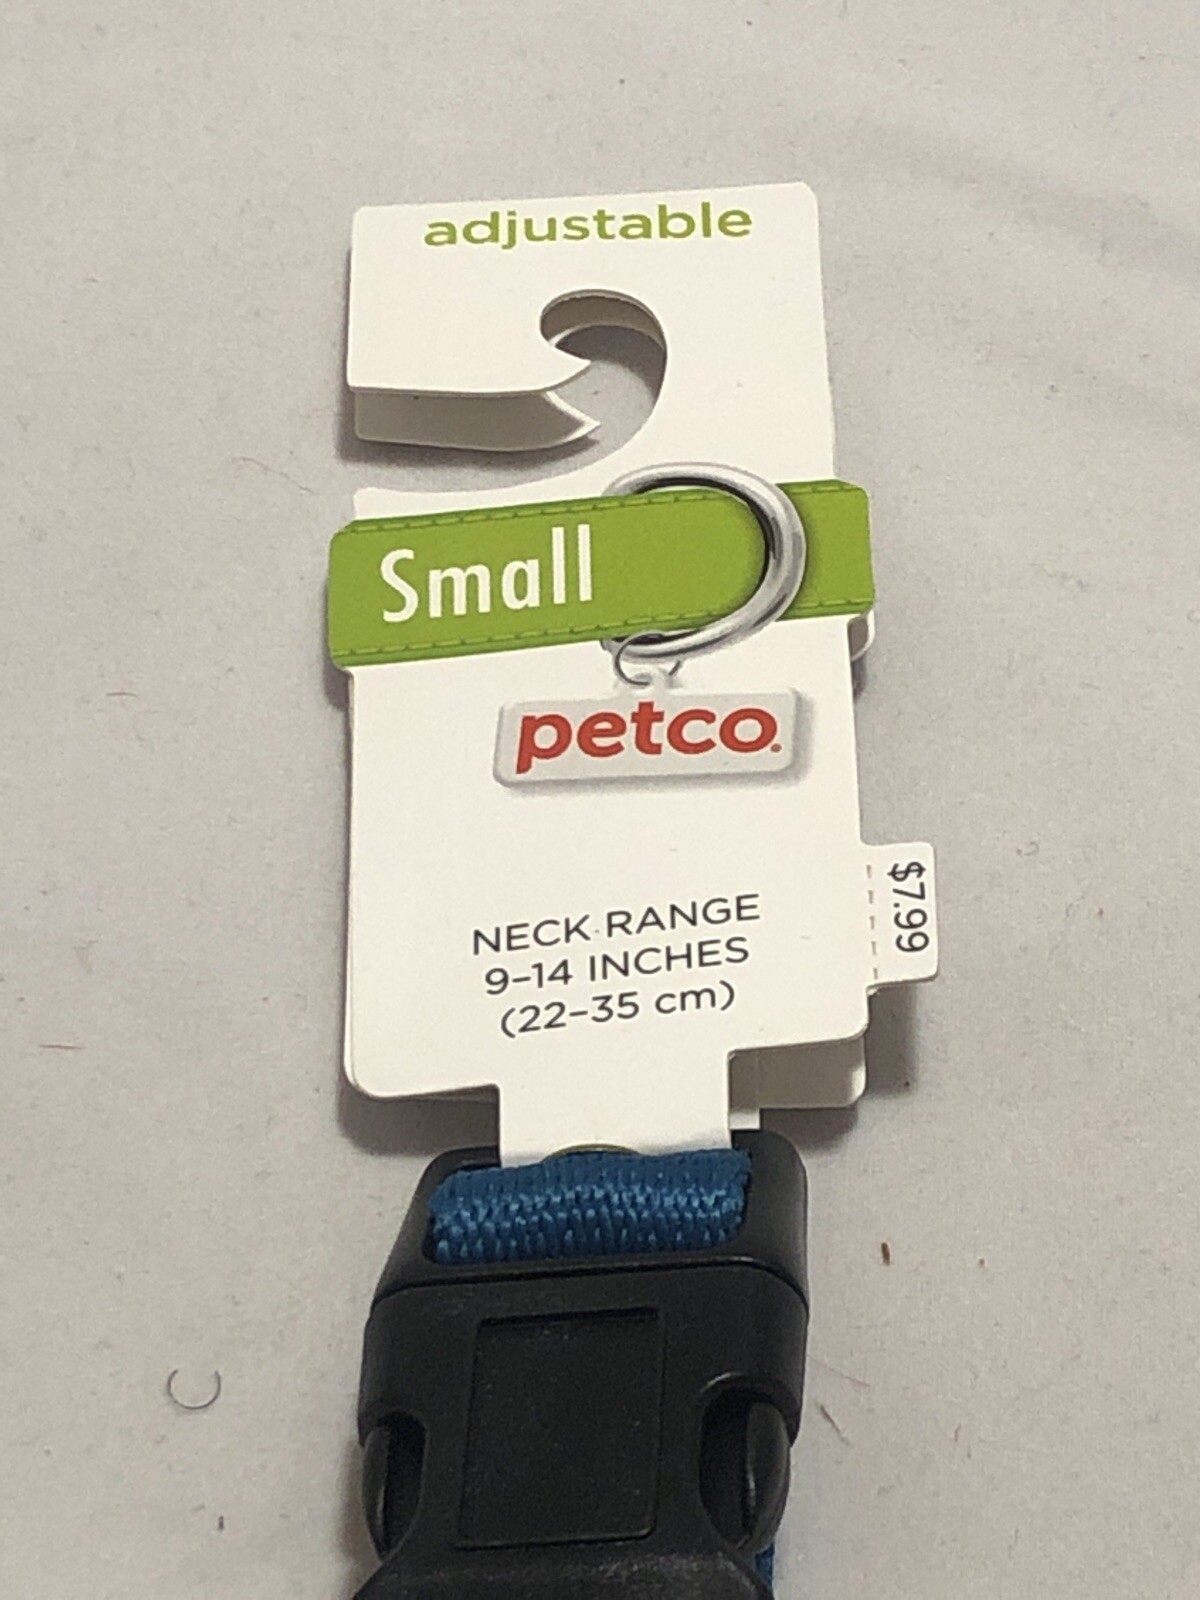 adjustable
Small
petco.
$7.99
NECK RANGE
9–14 INCHES
(22–35 cm)